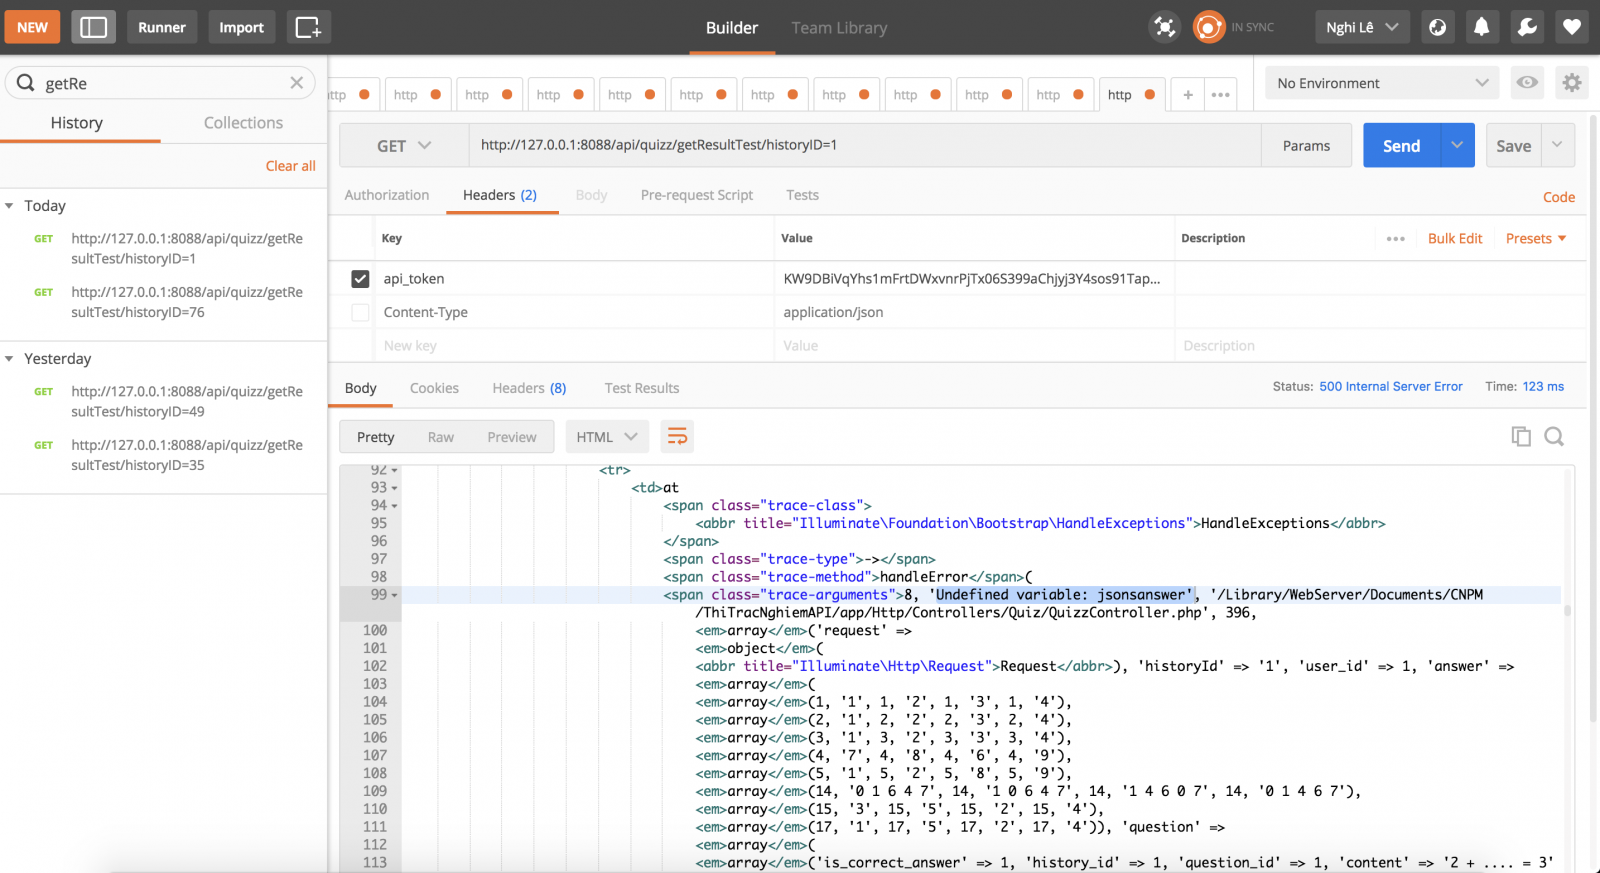 NEW
Runner
Import
Builder
Team Library
IN SYNC
Nghi Lê
getRe
http
http
http
http
http
http
http
http
http
http
http
+
No Environment
History
Collections
Clear all
GET
http://127.0.0.1:8088/api/quizz/getResultTest/historyID=1
Params
Send
Save
Authorization
Headers (2)
Body
Pre-request Script
Tests
Code
Today
GET
http://127.0.0.1:8088/api/quizz/getRe
sultTest/historyID=1
GET
http://127.0.0.1:8088/api/quizz/getRe
sultTest/historyID=76
Yesterday
GET
http://127.0.0.1:8088/api/quizz/getRe
sultTest/historyID=49
GET
http://127.0.0.1:8088/api/quizz/getRe
sultTest/historyID=35
Key
Value
Description
Bulk Edit
Presets
api_token
KW9DBiVqYhs1mFrtDWxvnrPjTx06S399aChjyj3Y4sos91Tap...
Content-Type
application/json
New key
Value
Description
Body
Cookies
Headers (8)
Test Results
Status: 500 Internal Server Error
Time: 123 ms
Pretty
Raw
Preview
HTML
92 <tr>
93 <td>at
94 <span class="trace-class">
95 <abbr title="Illuminate\Foundation\Bootstrap\HandleExceptions">HandleExceptions</abbr>
96 </span>
97 <span class="trace-type">-></span>
98 <span class="trace-method">handleError</span>(
99 <span class="trace-arguments">8, 'Undefined variable: jsonsanswer', '/Library/WebServer/Documents/CNPM
/ThiTracNghiemAPI/app/Http/Controllers/Quiz/QuizzController.php', 396,
100 <em>array</em>('request' =>
101 <em>object</em>(
102 <abbr title="Illuminate\Http\Request">Request</abbr>), 'historyId' => '1', 'user_id' => 1, 'answer' =>
103 <em>array</em>(
104 <em>array</em>(1, '1', 1, '2', 1, '3', 1, '4'),
105 <em>array</em>(2, '1', 2, '2', 2, '3', 2, '4'),
106 <em>array</em>(3, '1', 3, '2', 3, '3', 3, '4'),
107 <em>array</em>(4, '7', 4, '8', 4, '6', 4, '9'),
108 <em>array</em>(5, '1', 5, '2', 5, '8', 5, '9'),
109 <em>array</em>(14, '0 1 6 4 7', 14, '1 0 6 4 7', 14, '1 4 6 0 7', 14, '0 1 4 6 7'),
110 <em>array</em>(15, '3', 15, '5', 15, '2', 15, '4'),
111 <em>array</em>(17, '1', 17, '5', 17, '2', 17, '4')), 'question' =>
112 <em>array</em>(
113 <em>array</em>('is_correct_answer' => 1, 'history_id' => 1, 'question_id' => 1, 'content' => '2 + .... = 3'